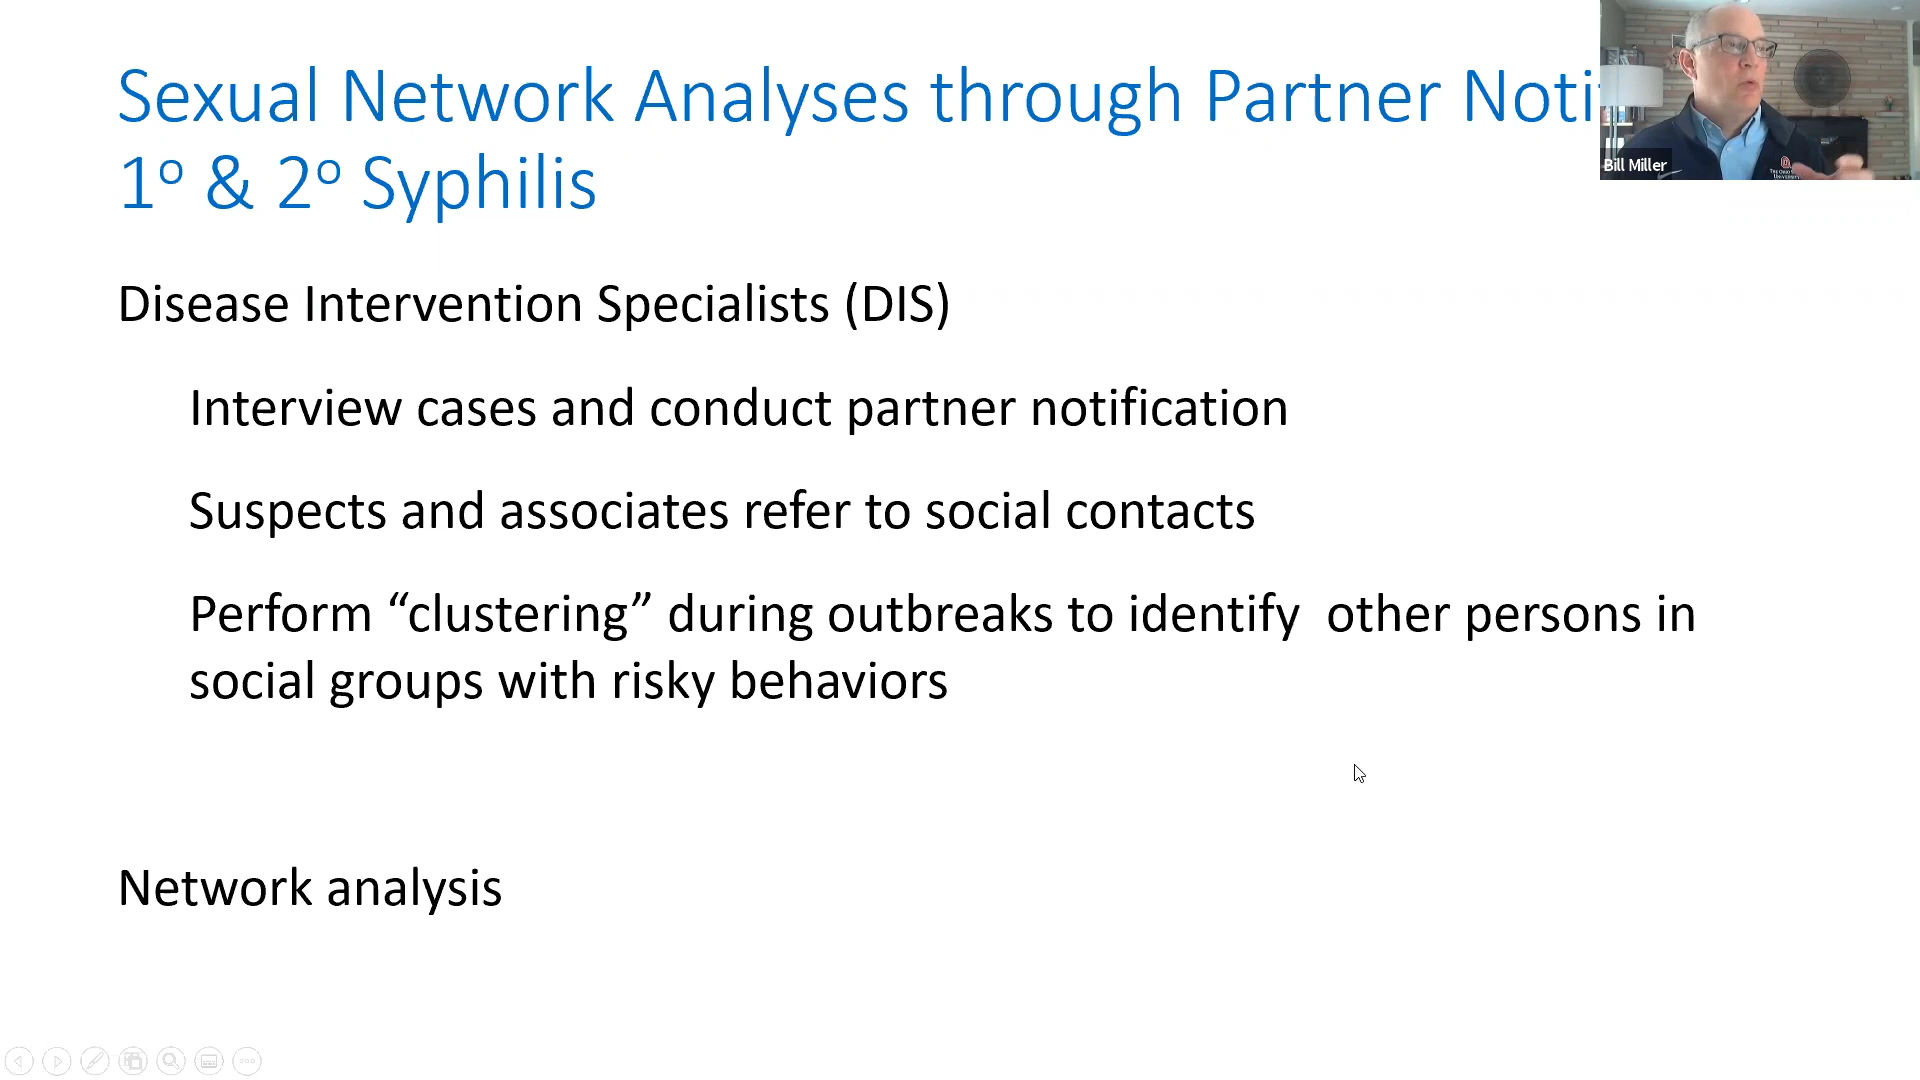 Sexual Network Analyses through Partner
1º & 2º Syphilis
Bill Miller
Disease Intervention Specialists (DIS)
Interview cases and conduct partner notification
Suspects and associates refer to social contacts
Perform “clustering” during outbreaks to identify  other persons in
social groups with risky behaviors
Network analysis